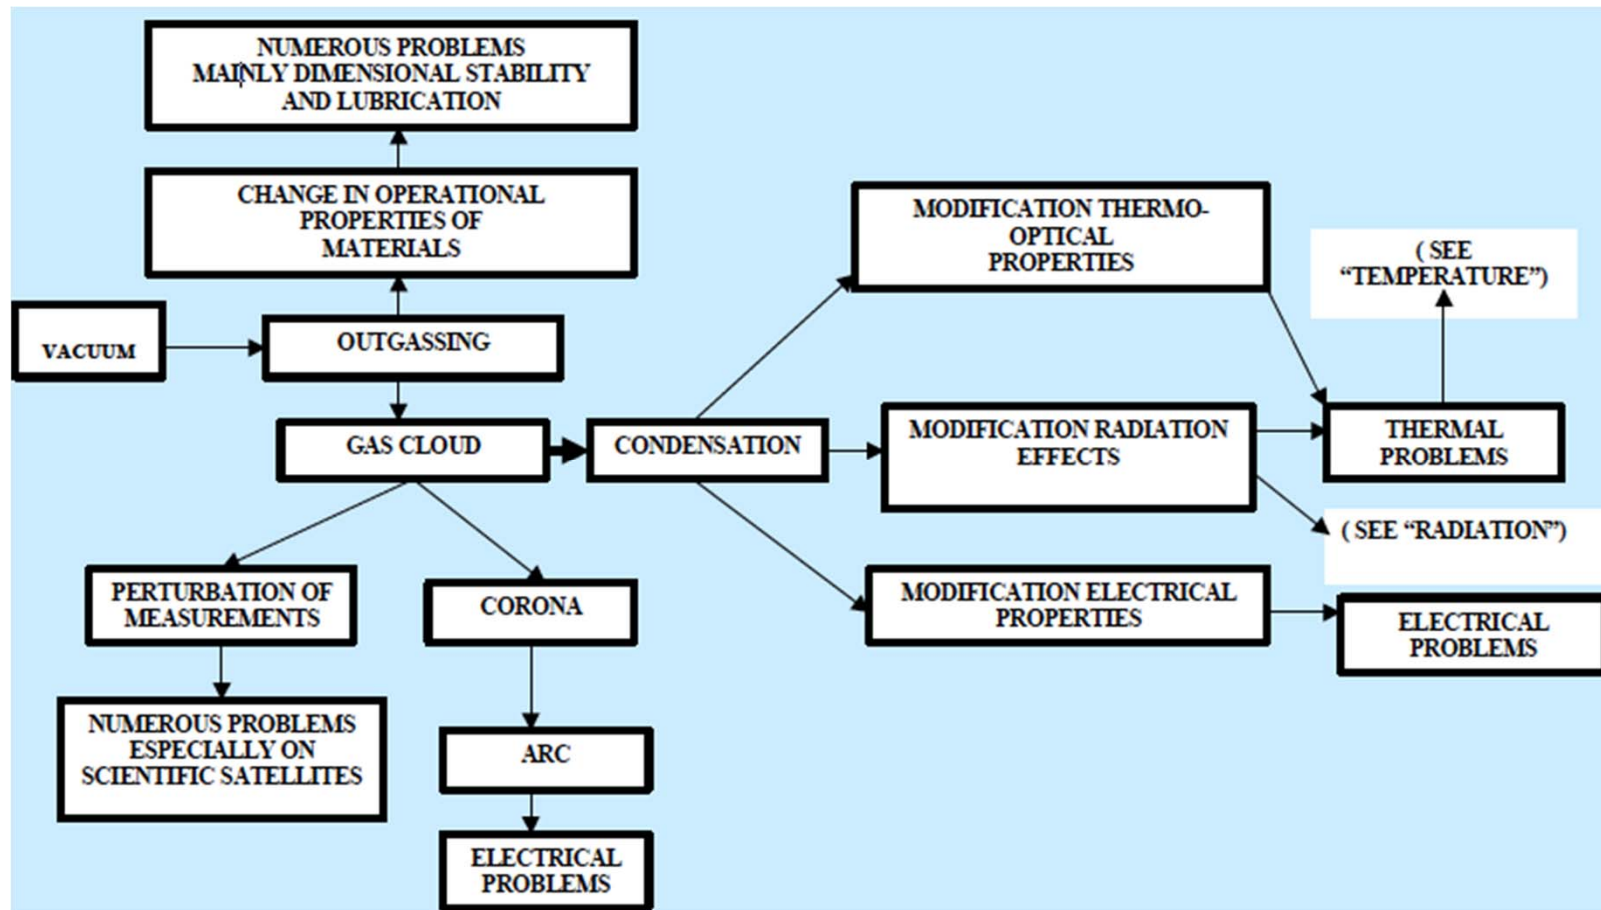 NUMEROUS PROBLEMS
MAINLY DIMENSIONAL STABILITY
AND LUBRICATION
CHANGE IN OPERATIONAL
PROPERTIES OF
MATERIALS
VACUUM
OUTGASSING
GAS CLOUD
CONDENSATION
MODIFICATION THERMO-
OPTICAL
PROPERTIES
( SEE
“TEMPERATURE”)
MODIFICATION RADIATION
EFFECTS
THERMAL
PROBLEMS
( SEE “RADIATION”)
MODIFICATION ELECTRICAL
PROPERTIES
ELECTRICAL
PROBLEMS
PERTURBATION OF
MEASUREMENTS
NUMEROUS PROBLEMS
ESPECIALLY ON
SCIENTIFIC SATELLITES
CORONA
ARC
ELECTRICAL
PROBLEMS